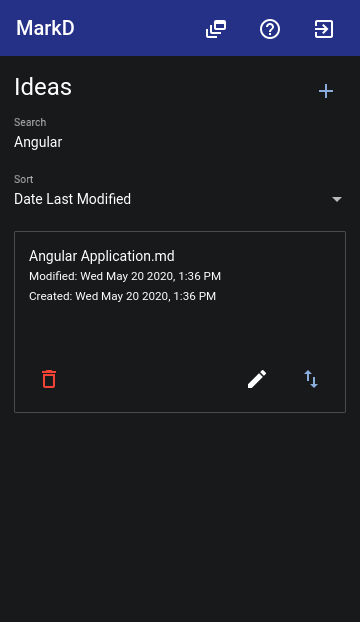 MarkD
Ideas
Search
Angular
Sort
Date Last Modified
Angular Application.md
Modified: Wed May 20 2020, 1:36 PM
Created: Wed May 20 2020, 1:36 PM